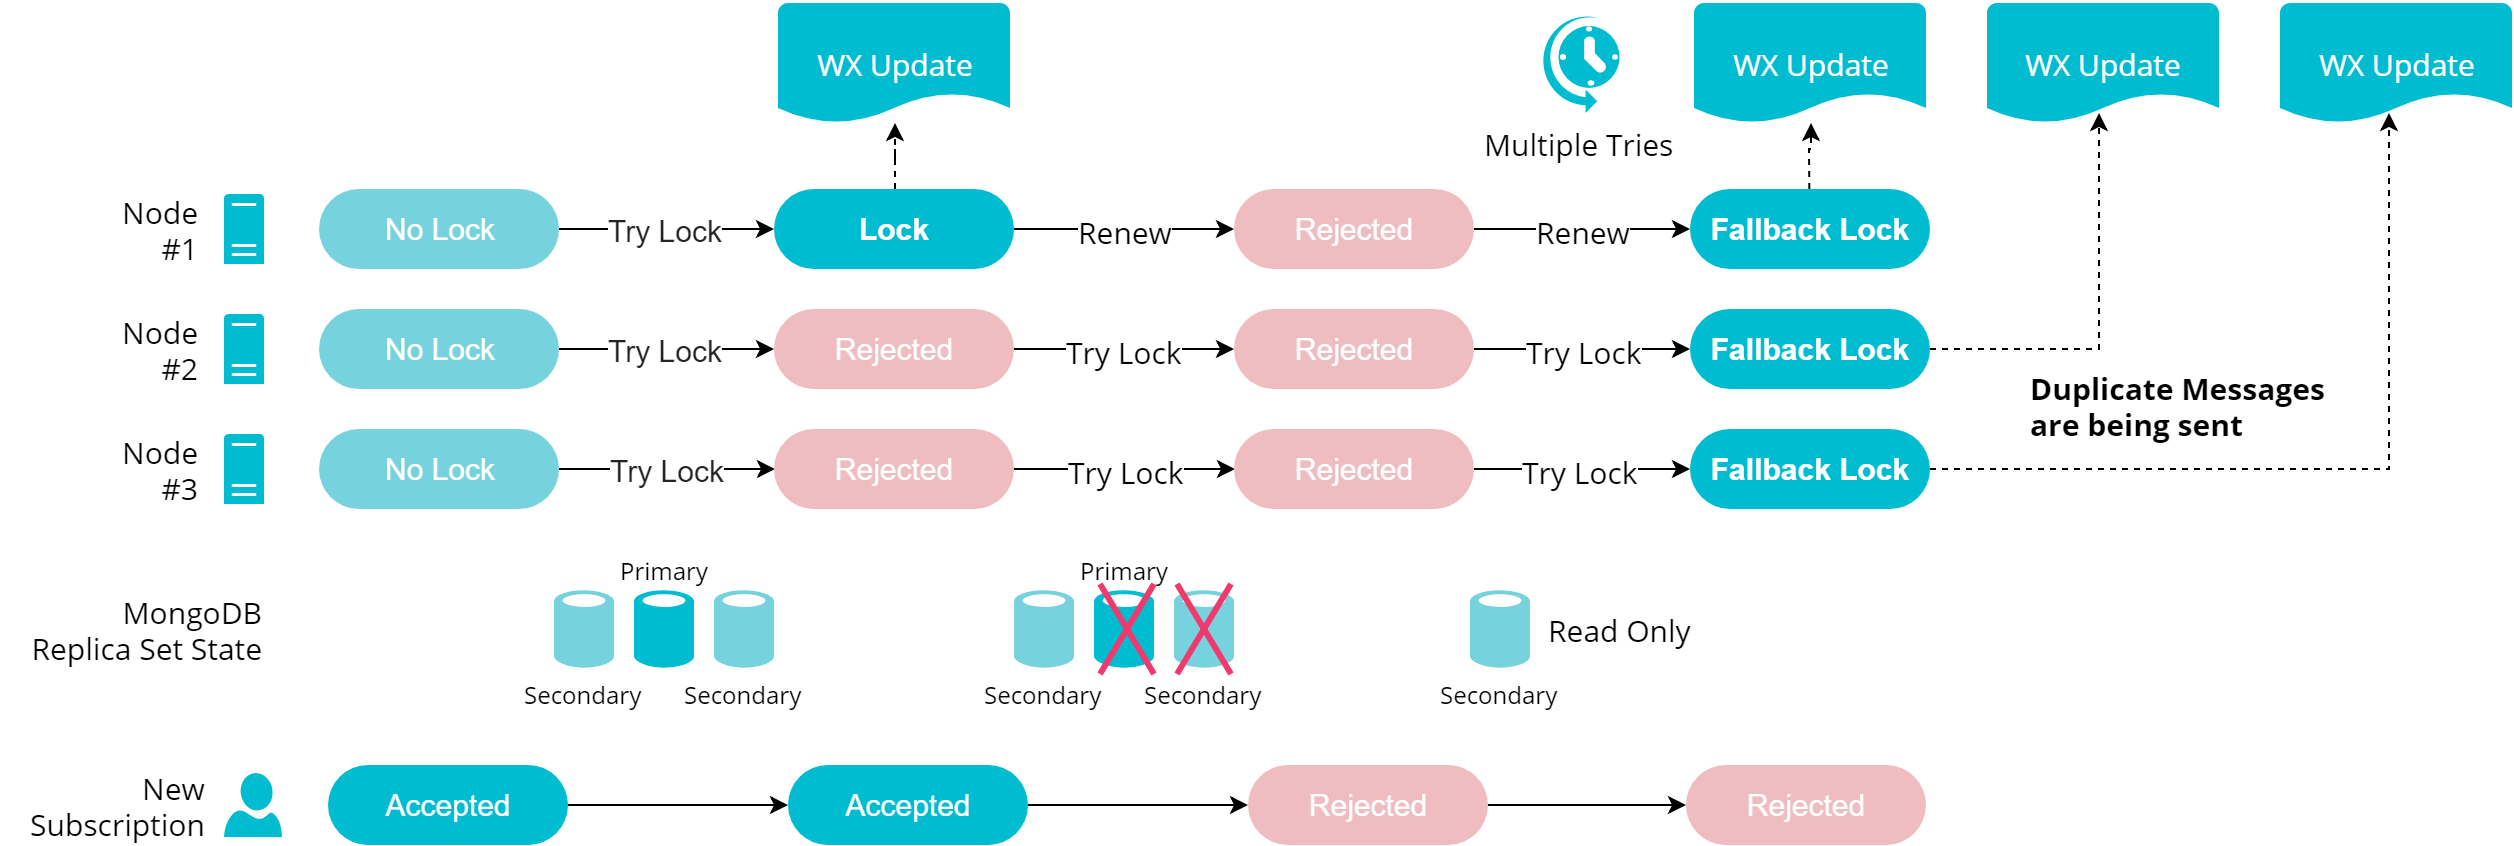 WX Update
WX Update
WX Update
WX Update
Multiple Tries
Node
#1
No Lock
Try Lock
Lock
Renew
Rejected
Renew
Fallback Lock
Node
#2
No Lock
Try Lock
Rejected
Try Lock
Rejected
Try Lock
Fallback Lock
Duplicate Messages
are being sent
Node
#3
No Lock
Try Lock
Rejected
Try Lock
Rejected
Try Lock
Fallback Lock
MongoDB
Replica Set State
Primary
Secondary
Secondary
Primary
Secondary
Secondary
Read Only
Secondary
New
Subscription
Accepted
Accepted
Rejected
Rejected